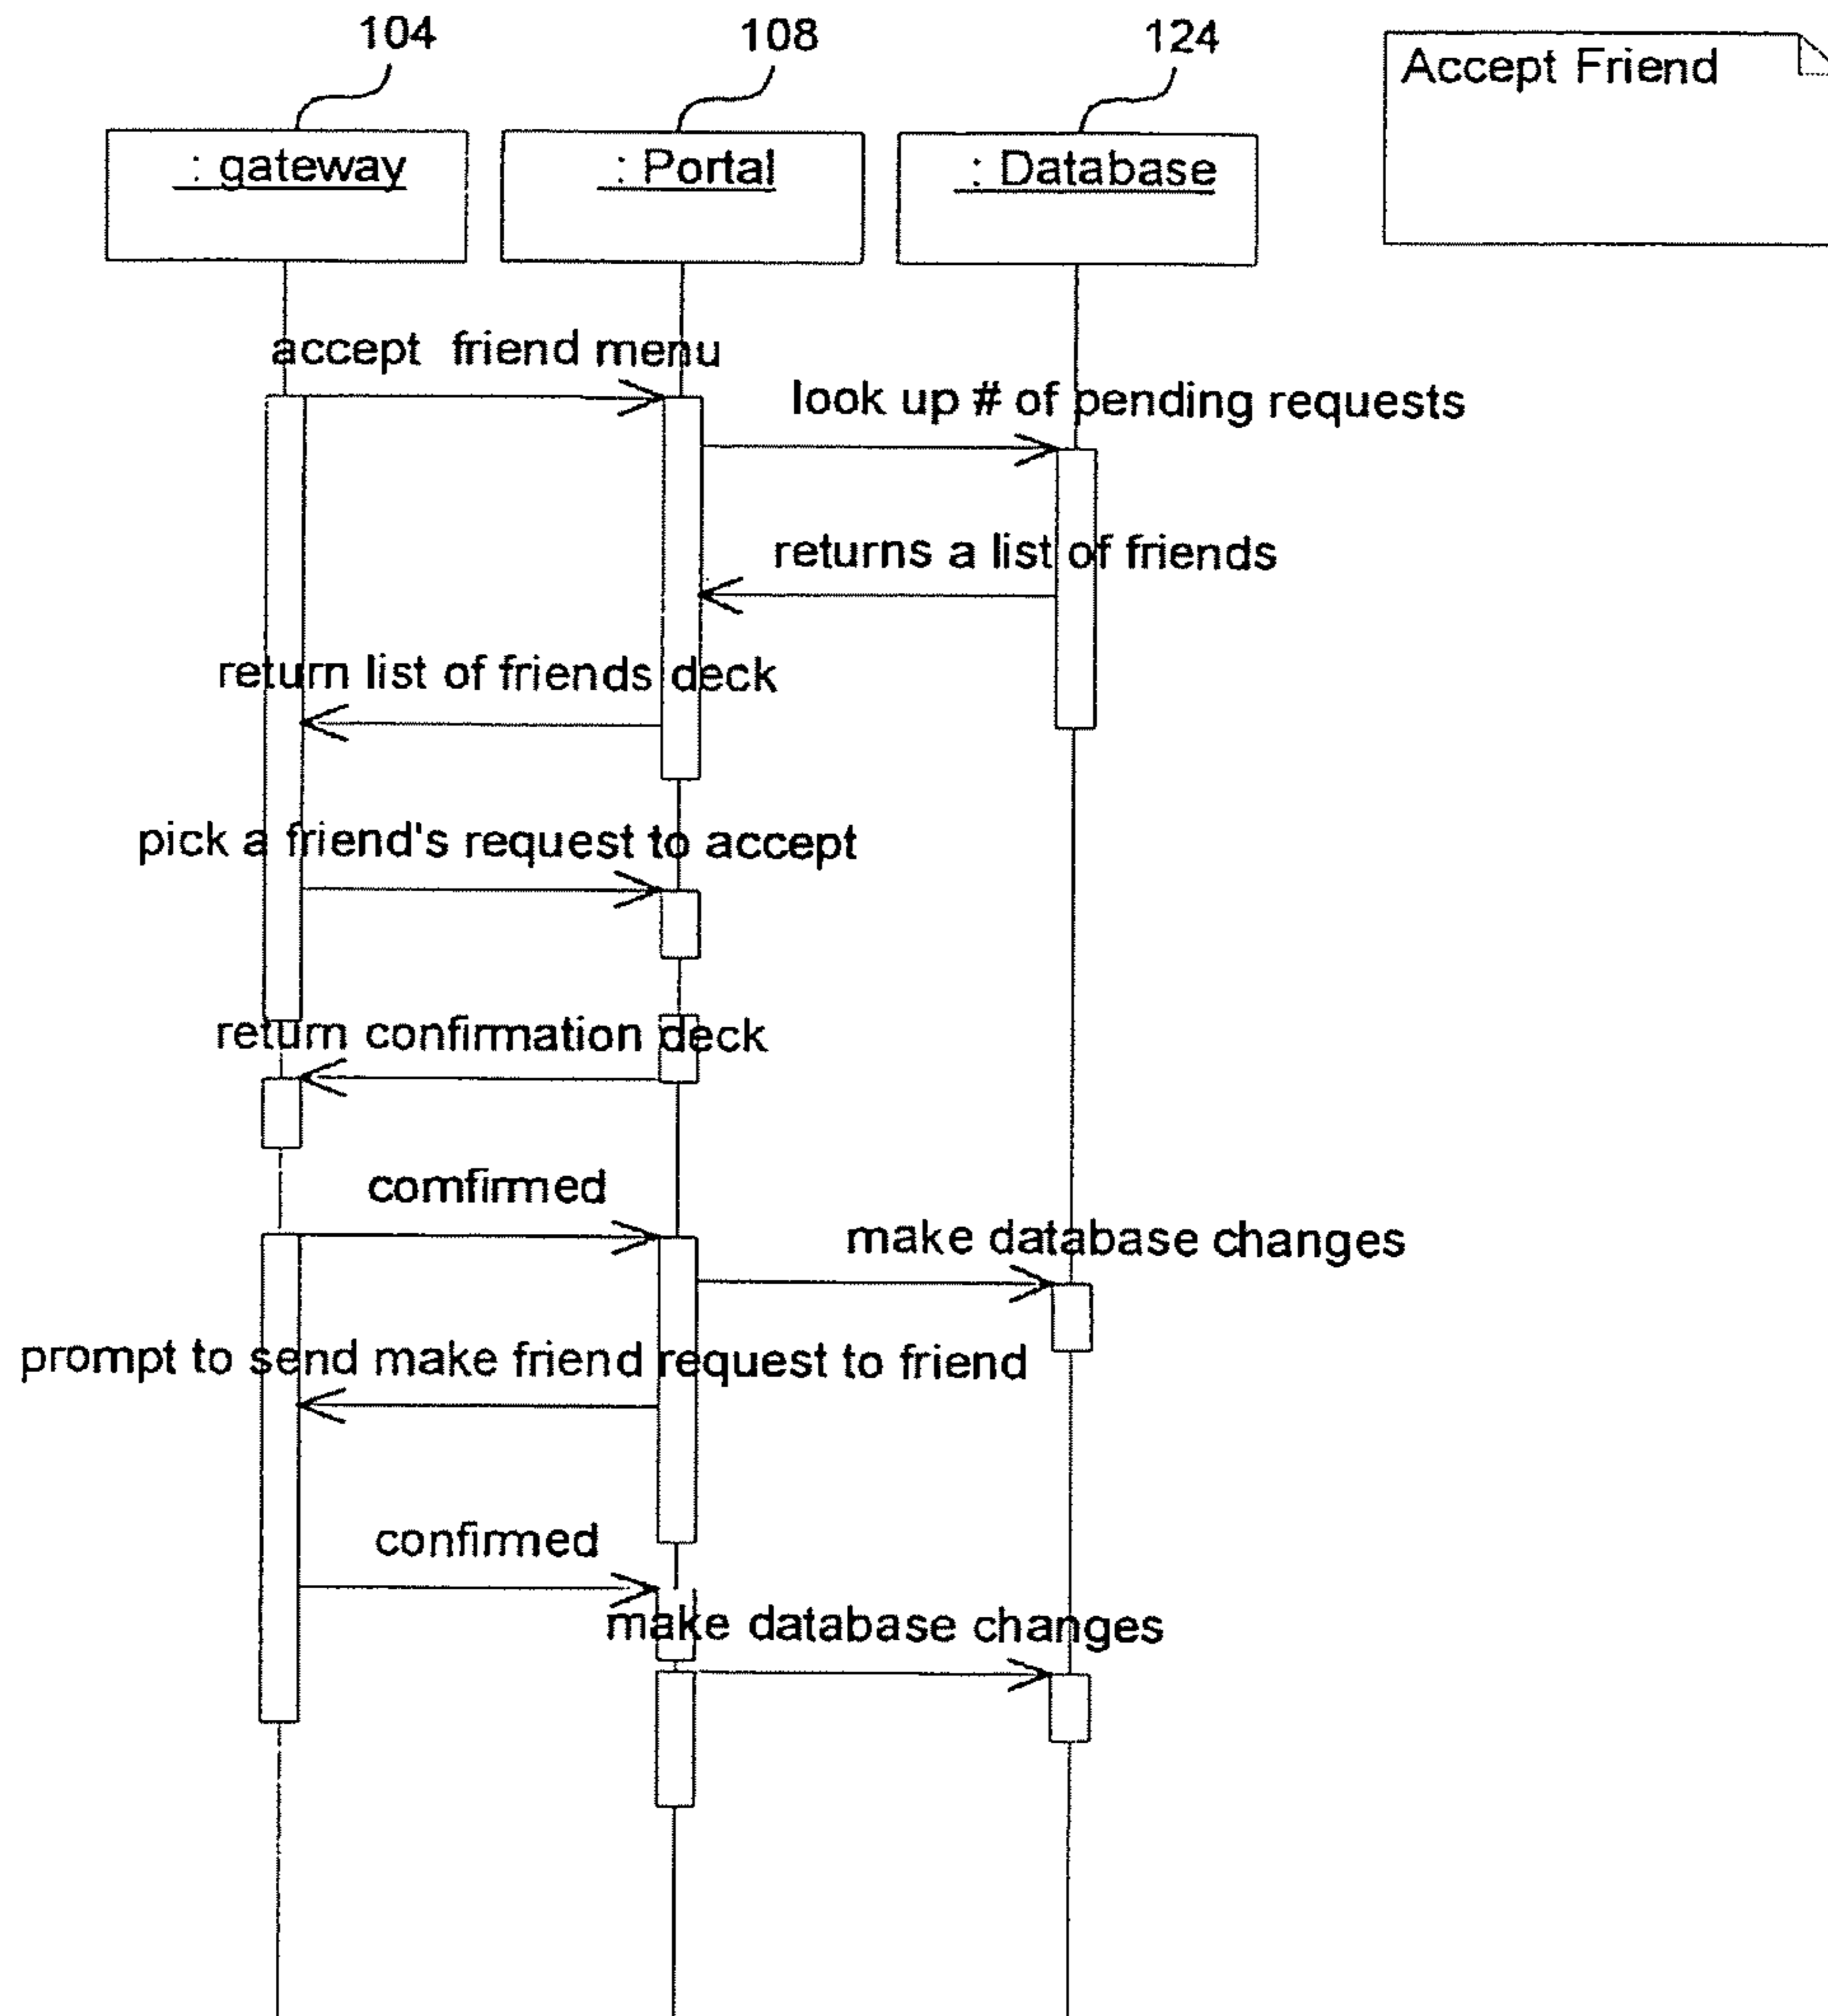 104
108
124
Accept Friend
: gateway
: Portal
: Database
accept friend menu
look up # of pending requests
returns a list of friends
return list of friends deck
pick a friend's request to accept
return confirmation deck
comfirmed
make database changes
prompt to send make friend request to friend
confirmed
make database changes